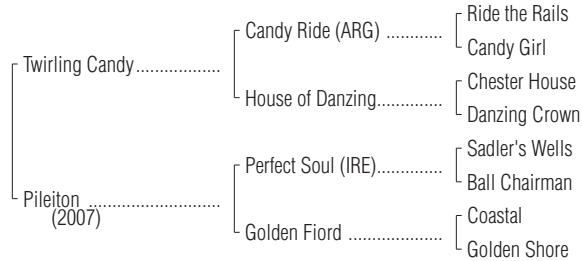 Ride the Rails
Candy Ride (ARG) ............
Candy Girl
Twirling Candy..................
Chester House
House of Danzing..............
Danzing Crown
Sadler's Wells
Perfect Soul (IRE)..............
Ball Chairman
Pileiton ............................
(2007)
Coastal
Golden Fiord ....................
Golden Shore